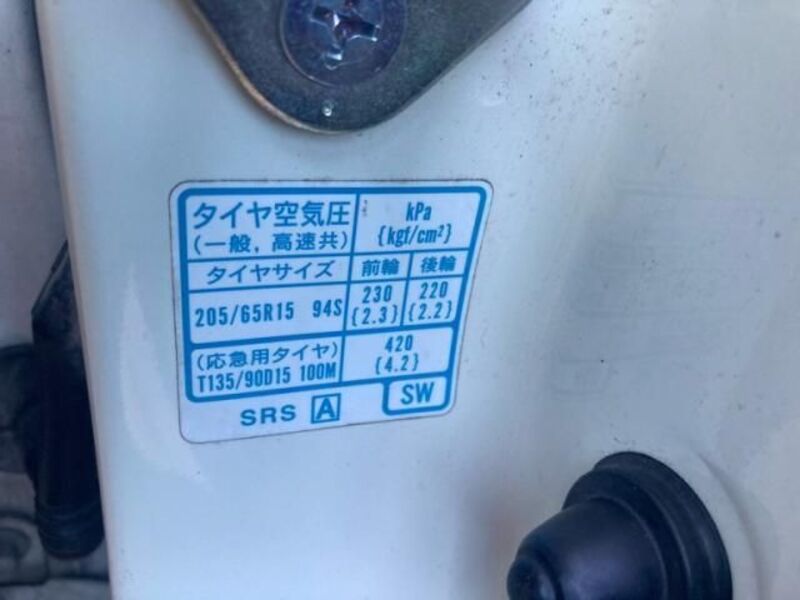 タイヤ空気圧
(一般, 高速共)
kPa
{kgf/cm²}
タイヤサイズ 前輪 後輪
205/65R15 94S
230
{2.3}
220
{2.2}
(応急用タイヤ)
T135/90D15 100M
420
{4.2}
SRS A
SW